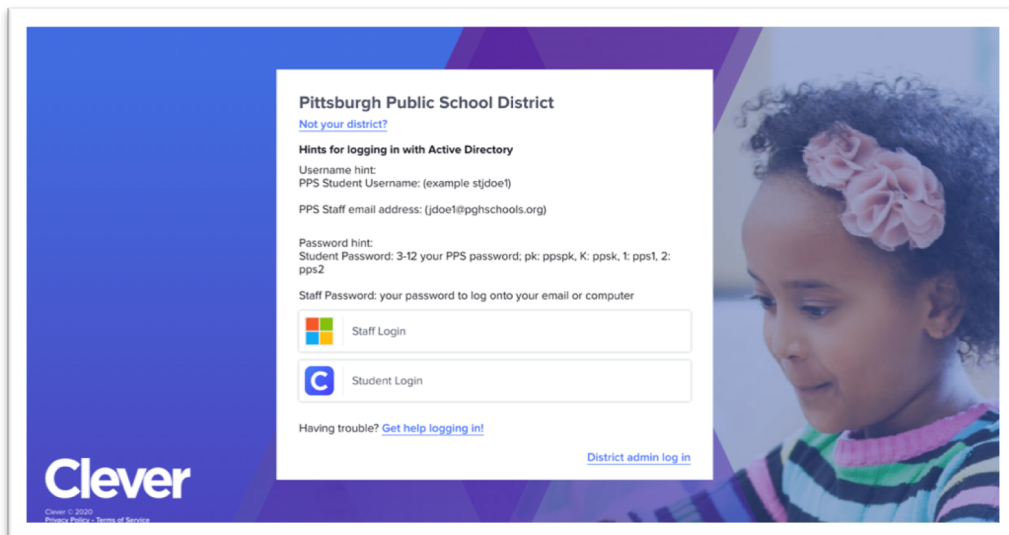 Pittsburgh Public School District
Not your district?
Hints for logging in with Active Directory
Username hint:
PPS Student Username: (example stjdoe1)
PPS Staff email address: (jdoe1@pghschools.org)
Password hint:
Student Password: 3-12 your PPS password; pk: ppspk, K: ppsk, 1: pps1, 2:
pps2
Staff Password: your password to log onto your email or computer
Staff Login
C Student Login
Having trouble? Get help logging in!
District admin log in
Clever
Clever © 2020
Privacy Policy - Terms of Service